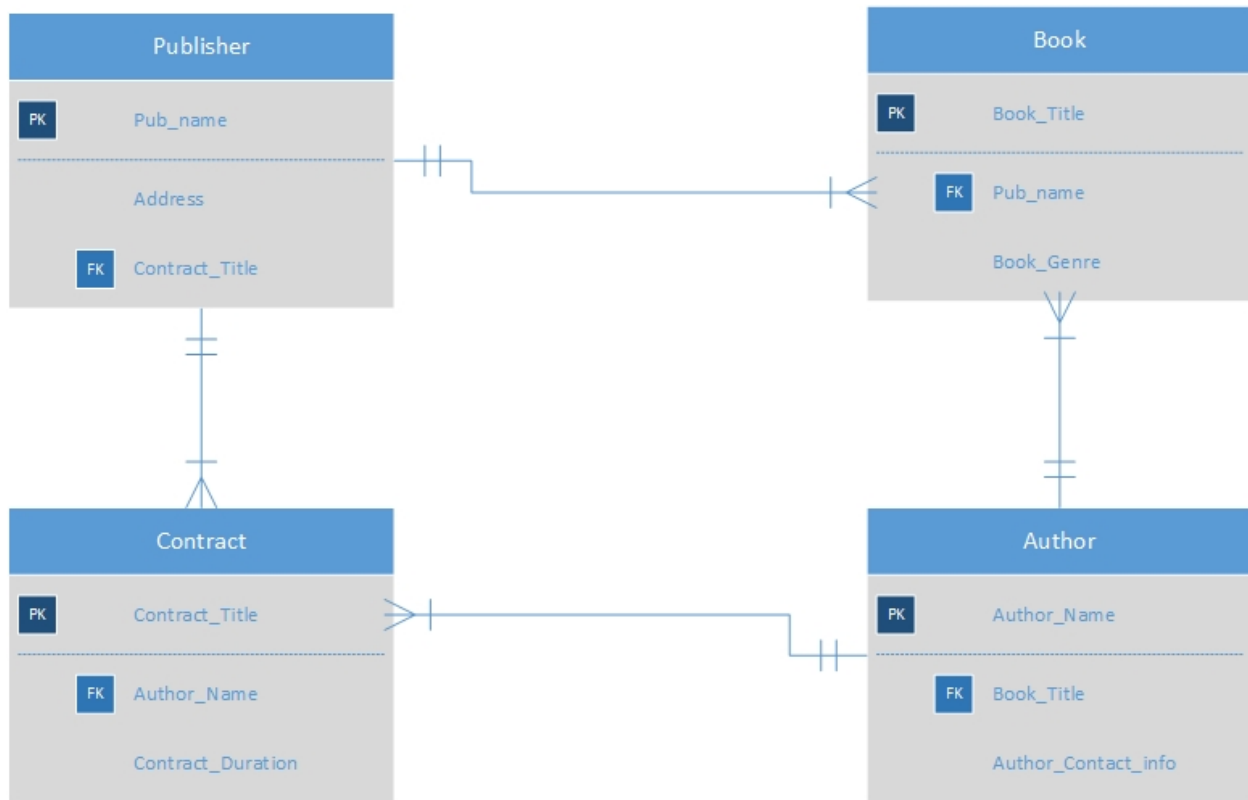 Publisher
PK Pub_name
Address
FK Contract_Title
Book
PK Book_Title
FK Pub_name
Book_Genre
Contract
PK Contract_Title
FK Author_Name
Contract_Duration
Author
PK Author_Name
FK Book_Title
Author_Contact_info